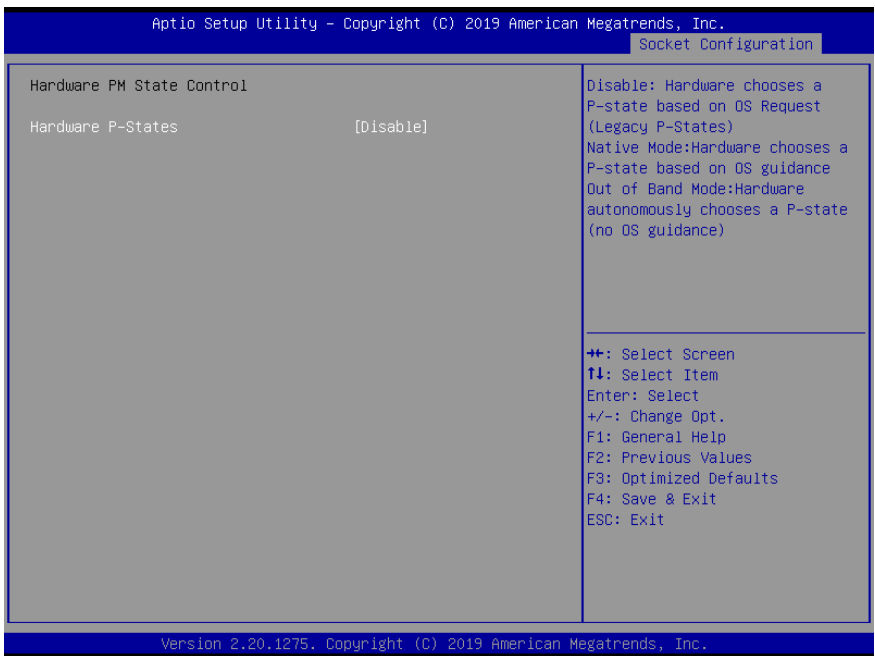 Aptio Setup Utility – Copyright (C) 2019 American Megatrends, Inc.
Socket Configuration
Hardware PM State Control
Hardware P-States [Disable]
Disable: Hardware chooses a
P-state based on OS Request
(Legacy P-States)
Native Mode:Hardware chooses a
P-state based on OS guidance
Out of Band Mode:Hardware
autonomously chooses a P-state
(no OS guidance)
→←: Select Screen
↑↓: Select Item
Enter: Select
+/-: Change Opt.
F1: General Help
F2: Previous Values
F3: Optimized Defaults
F4: Save & Exit
ESC: Exit
Version 2.20.1275. Copyright (C) 2019 American Megatrends, Inc.